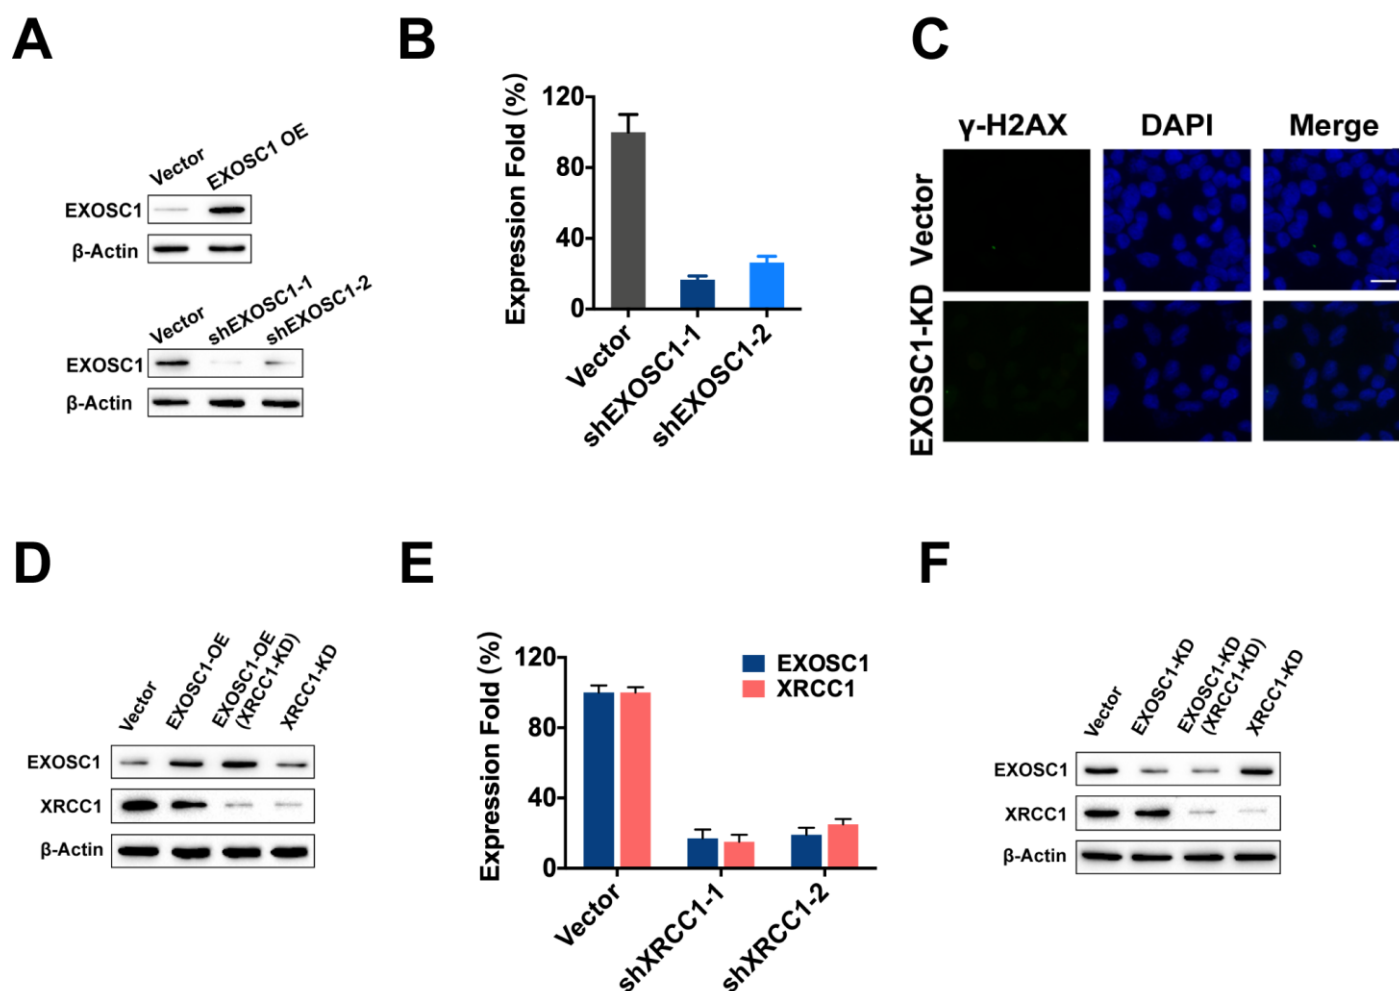 A
Vector
EXOSC1 OE
EXOSC1
β-Actin
Vector
shEXOSC1-1
shEXOSC1-2
EXOSC1
β-Actin
B
Expression Fold (%)
120
80
40
0
Vector
shEXOSC1-1
shEXOSC1-2
C
γ-H2AX DAPI Merge
Vector
EXOSC1-KD
D
Vector
EXOSC1-OE
EXOSC1-OE
(XRCC1-KD)
XRCC1-KD
EXOSC1
XRCC1
β-Actin
E
Expression Fold (%)
120
80
40
0
EXOSC1
XRCC1
Vector
shXRCC1-1
shXRCC1-2
F
Vector
EXOSC1-KD
EXOSC1-KD
(XRCC1-KD)
XRCC1-KD
EXOSC1
XRCC1
β-Actin